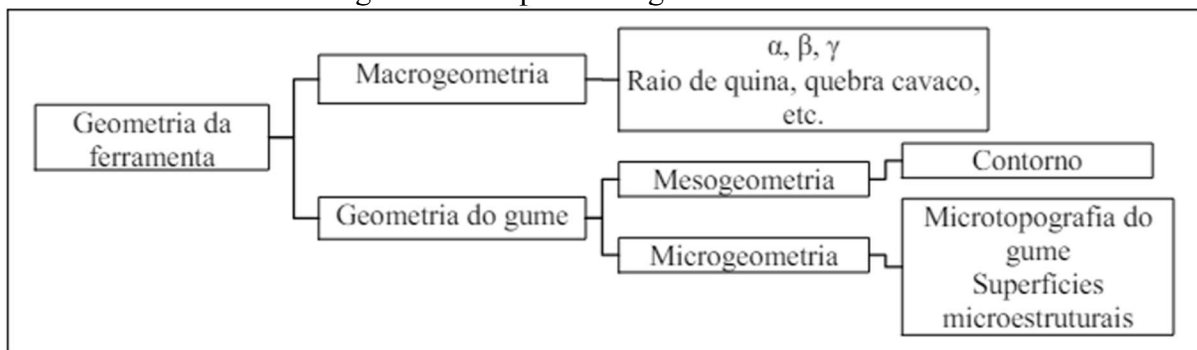 Geometria da
ferramenta
Macrogeometria
α, β, γ
Raio de quina, quebra cavaco,
etc.
Geometria do gume
Mesogeometria
Contorno
Microgeometria
Microtopografia do
gume
Superfícies
microestruturais